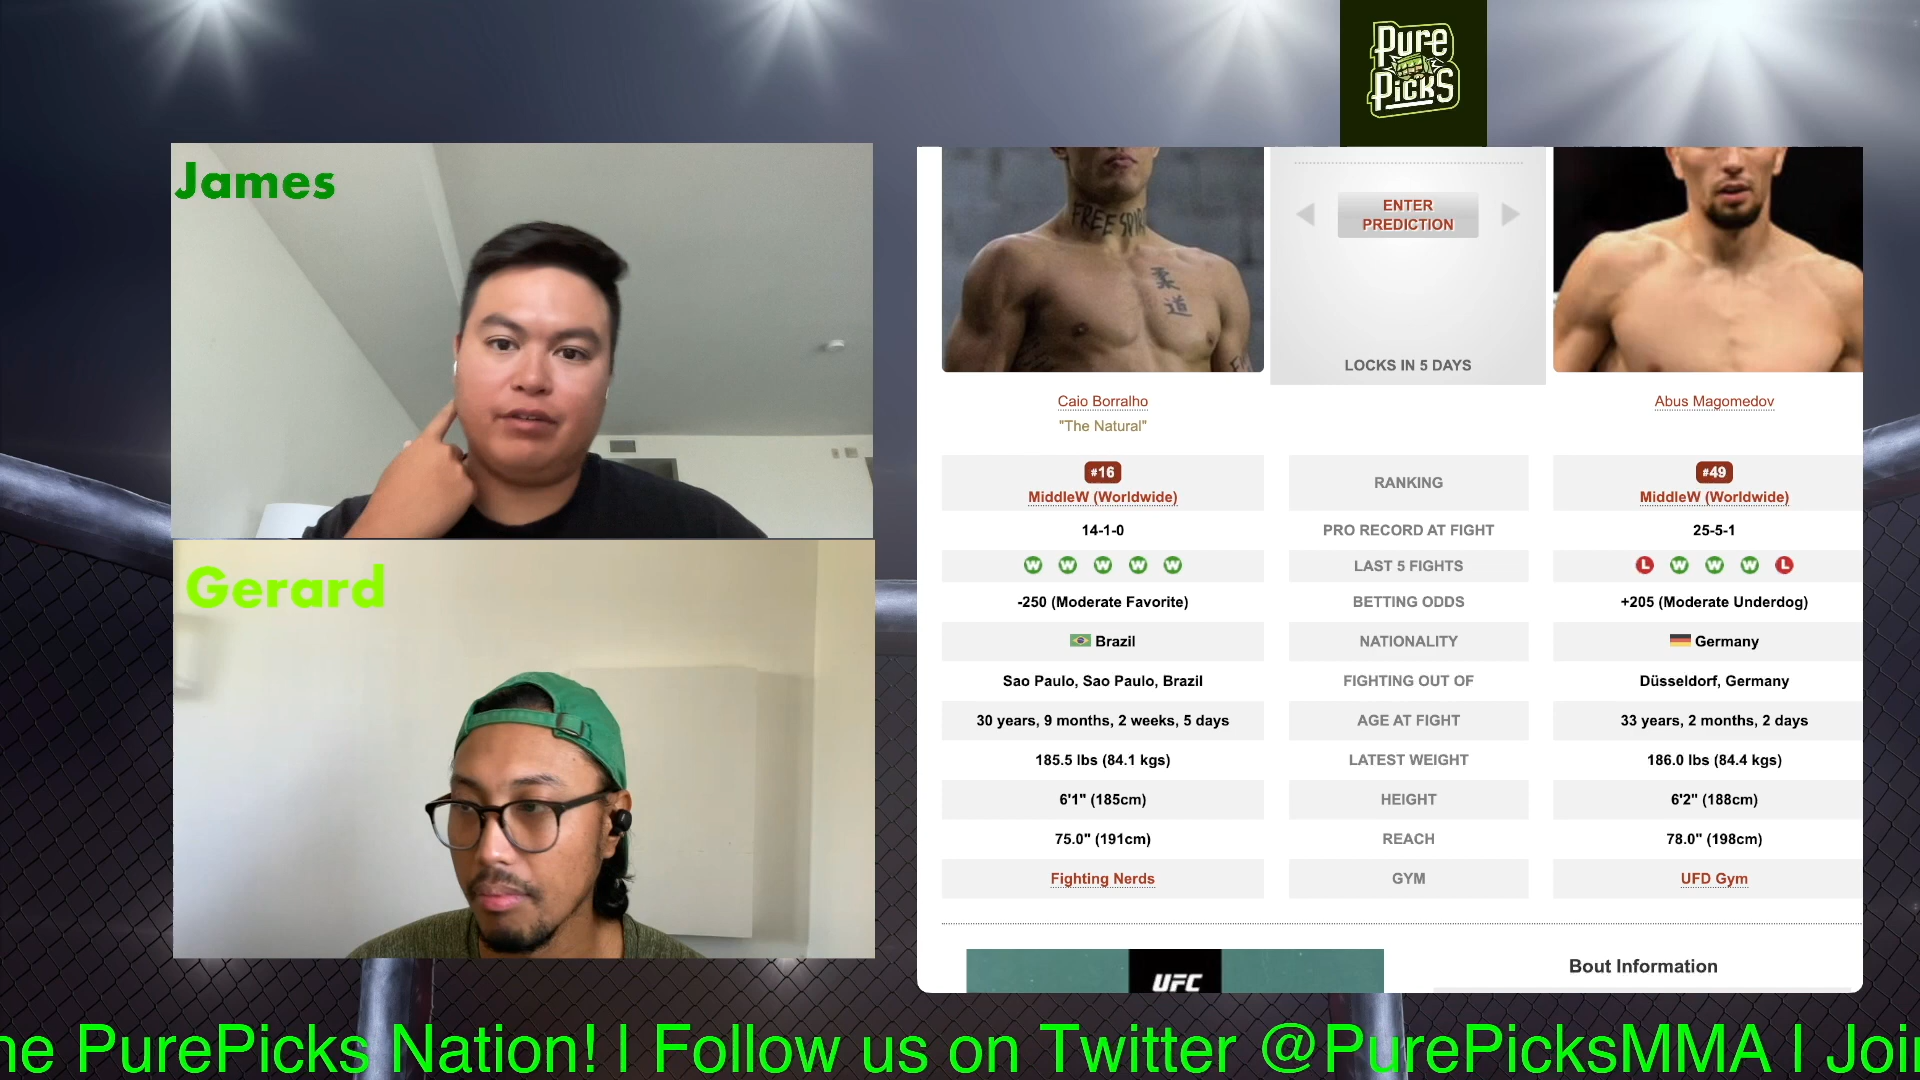 Pure
Picks
James
Gerard
FREE SPIRI
柔
道
ENTER
PREDICTION
LOCKS IN 5 DAYS
Caio Borralho
"The Natural"
Abus Magomedov
#16
MiddleW (Worldwide)
RANKING
#49
MiddleW (Worldwide)
14-1-0
PRO RECORD AT FIGHT
25-5-1
W W W W W
LAST 5 FIGHTS
L W W W L
-250 (Moderate Favorite)
BETTING ODDS
+205 (Moderate Underdog)
Brazil
NATIONALITY
Germany
Sao Paulo, Sao Paulo, Brazil
FIGHTING OUT OF
Düsseldorf, Germany
30 years, 9 months, 2 weeks, 5 days
AGE AT FIGHT
33 years, 2 months, 2 days
185.5 lbs (84.1 kgs)
LATEST WEIGHT
186.0 lbs (84.4 kgs)
6'1" (185cm)
HEIGHT
6'2" (188cm)
75.0" (191cm)
REACH
78.0" (198cm)
Fighting Nerds
GYM
UFD Gym
UFC
Bout Information
he PurePicks Nation! | Follow us on Twitter @PurePicksMMA | Join